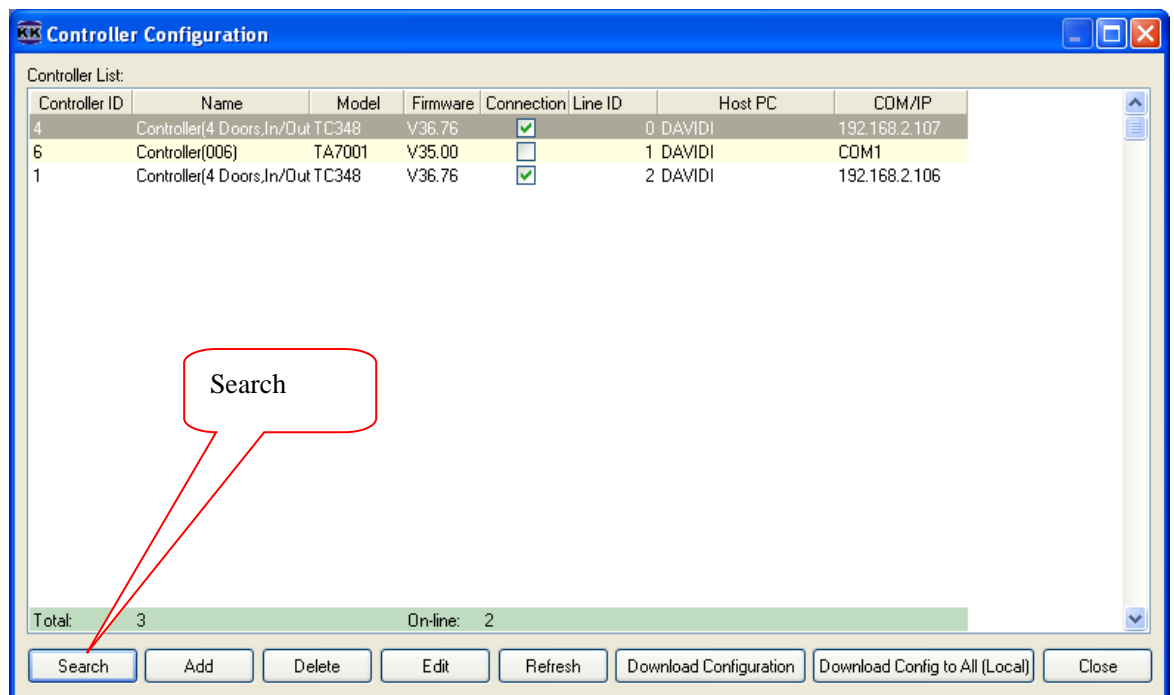 KK Controller Configuration
Controller List:
Controller ID Name Model Firmware Connection Line ID Host PC COM/IP
4 Controller(4 Doors,In/Out TC348 V36.76 0 DAVIDI 192.168.2.107
6 Controller(006) TA7001 V35.00 1 DAVIDI COM1
1 Controller(4 Doors,In/Out TC348 V36.76 2 DAVIDI 192.168.2.106
Search
Total: 3 On-line: 2
Search Add Delete Edit Refresh Download Configuration Download Config to All (Local) Close